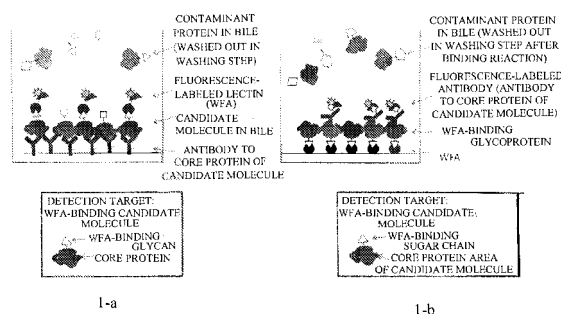 CONTAMINANT
PROTEIN IN BILE
(WASHED OUT IN
WASHING STEP)
FLUORESCENCE-
LABELED LECTIN
(WFA)
CANDIDATE
MOLECULE IN BILE
ANTIBODY TO
CORE PROTEIN OF
CANDIDATE MOLECULE
DETECTION TARGET:
WFA-BINDING CANDIDATE
MOLECULE
WFA-BINDING
GLYCAN
CORE PROTEIN
1-a
CONTAMINANT PROTEIN
IN BILE (WASHED OUT
IN WASHING STEP AFTER
BINDING REACTION)
FLUORESCENCE-LABELED
ANTIBODY (ANTIBODY
TO CORE PROTEIN OF
CANDIDATE MOLECULE)
WFA-BINDING
GLYCOPROTEIN
WFA
DETECTION TARGET:
WFA-BINDING CANDIDATE
MOLECULE
WFA-BINDING
SUGAR CHAIN
CORE PROTEIN AREA
OF CANDIDATE MOLECULE
1-b